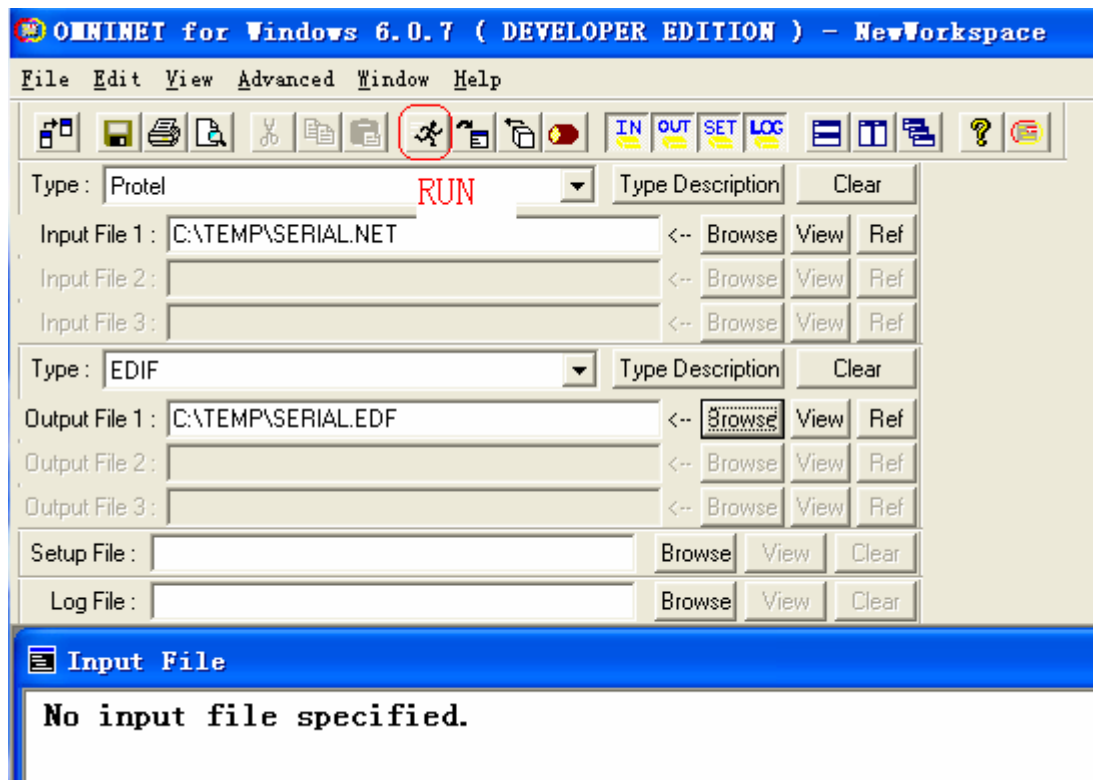 OMNINET for Windows 6.0.7 ( DEVELOPER EDITION ) - NewWorkspace
File Edit View Advanced Window Help
IN OUT SET LOG
Type : Protel Type Description Clear
RUN
Input File 1 : C:\TEMP\SERIAL.NET <-- Browse View Ref
Input File 2 : <-- Browse View Ref
Input File 3 : <-- Browse View Ref
Type : EDIF Type Description Clear
Output File 1 : C:\TEMP\SERIAL.EDF <-- Browse View Ref
Output File 2 : <-- Browse View Ref
Output File 3 : <-- Browse View Ref
Setup File : Browse View Clear
Log File : Browse View Clear
Input File
No input file specified.